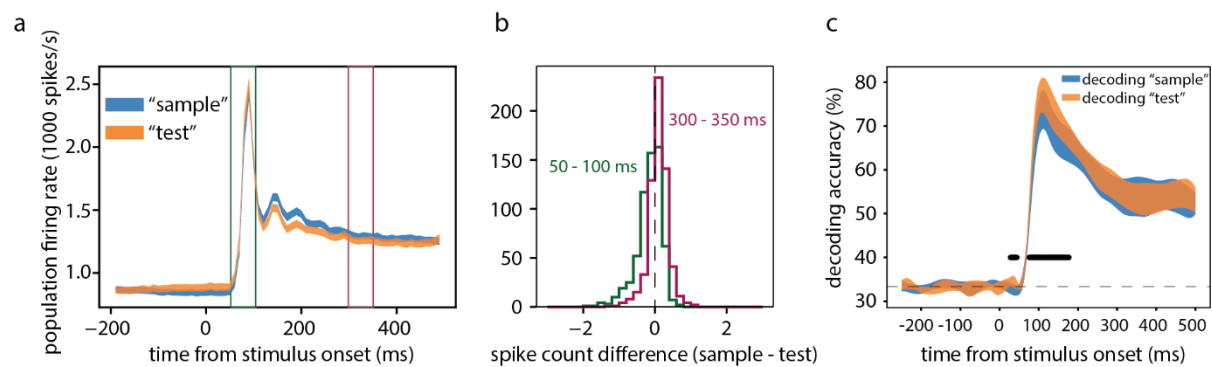 a
population firing rate (1000 spikes/s)
2.5
2.0
1.5
1.0
"sample"
"test"
−200
0
200
400
time from stimulus onset (ms)
b
200
150
100
50
0
300 - 350 ms
50 - 100 ms
−2
0
2
spike count difference (sample - test)
c
decoding accuracy (%)
80
70
60
50
40
30
decoding "sample"
decoding "test"
-200
-100
0
100
200
300
400
500
time from stimulus onset (ms)